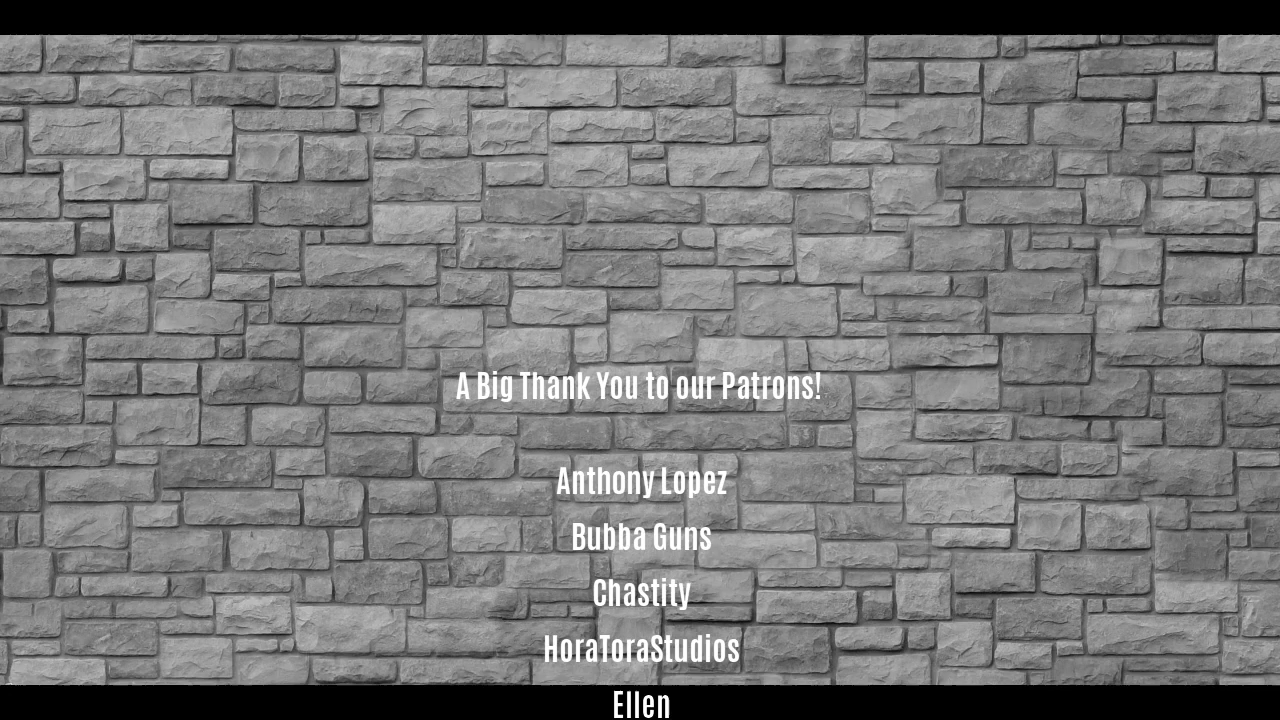 A Big Thank You to our Patrons!
Anthony Lopez
Bubba Guns
Chastity
HoraToraStudios
Ellen